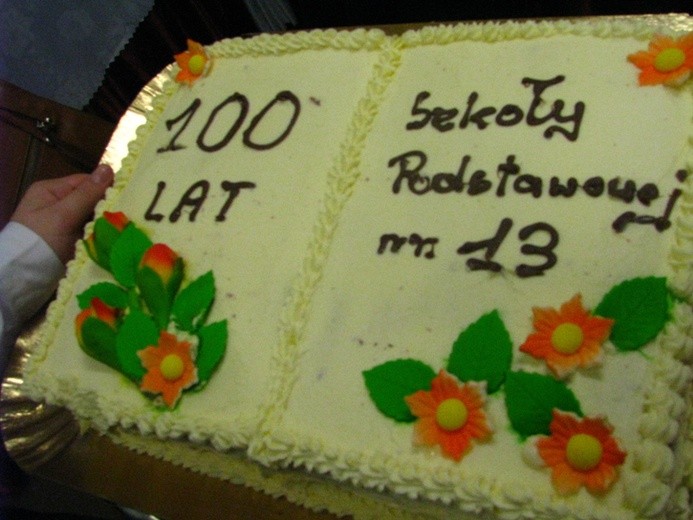 100
LAT
Szkoły
Podstawowej
nr 13